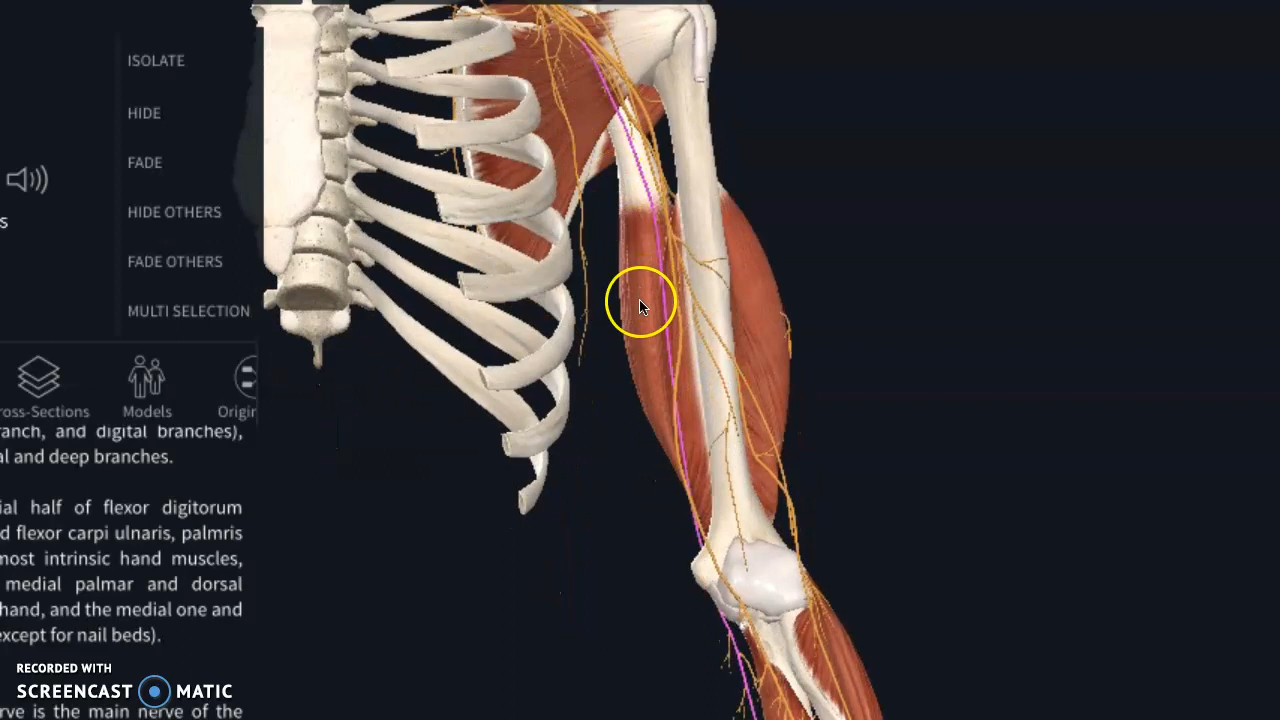 ISOLATE
HIDE
FADE
s
HIDE OTHERS
FADE OTHERS
MULTI SELECTION
ross-Sections
Models
Origin
ranch, and digital branches),
al and deep branches.
ial half of flexor digitorum
d flexor carpi ulnaris, palmris
most intrinsic hand muscles,
medial palmar and dorsal
hand, and the medial one and
except for nail beds).
RECORDED WITH
SCREENCAST MATIC
rve is the main nerve of the